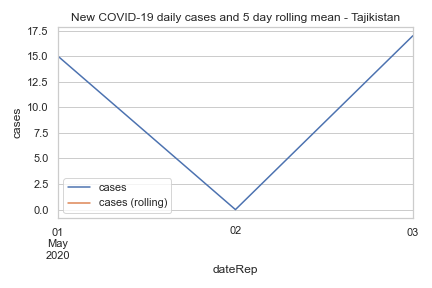 New COVID-19 daily cases and 5 day rolling mean - Tajikistan
17.5
15.0
12.5
10.0
7.5
5.0
2.5
0.0
cases
cases
cases (rolling)
01
May
2020
02
03
dateRep